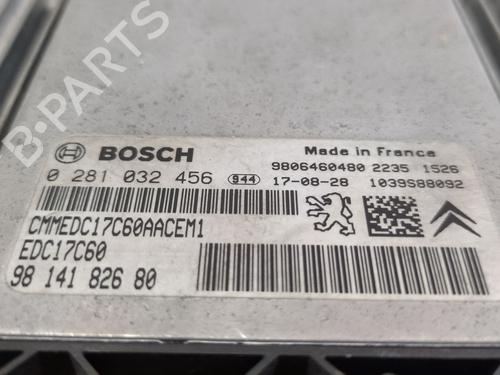 B-PARTS
BOSCH
Made in France
0 281 032 456 944 17-08-28
9806460480 2235 1526
1039S88092
CMMEDC17C60AACEM1
EDC17C60
98 141 826 80